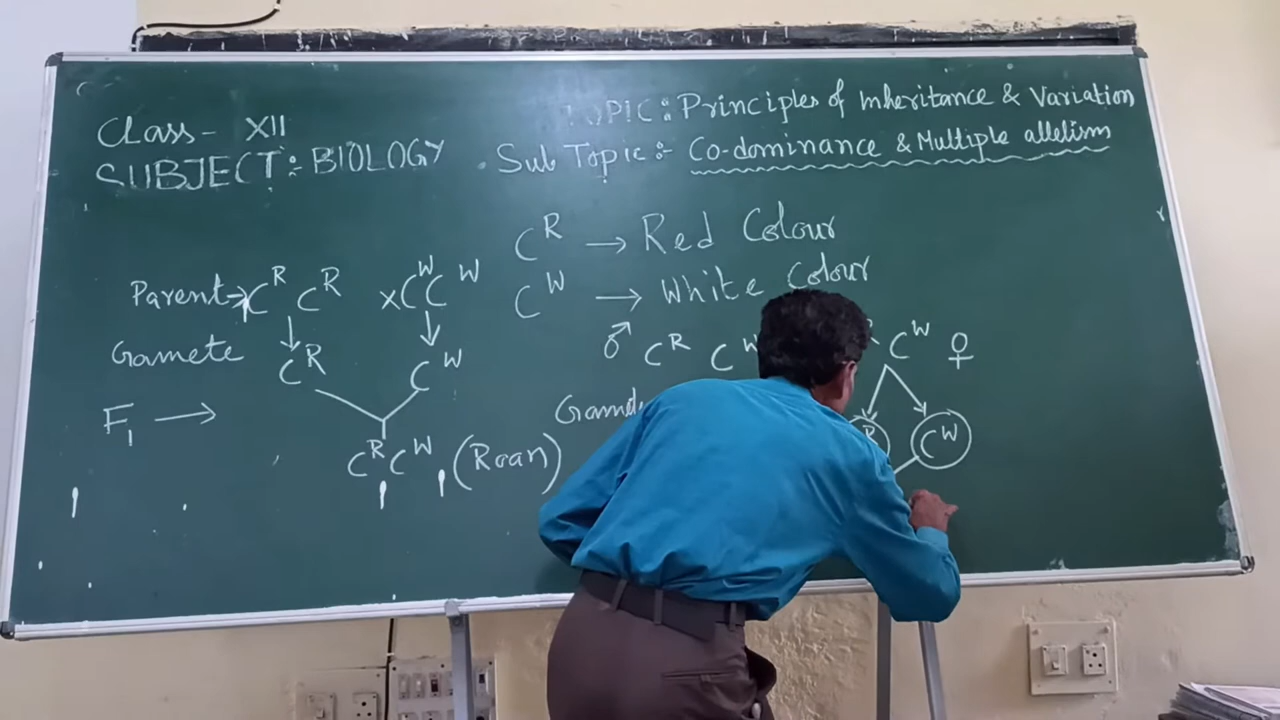 Class - XII
SUBJECT:- BIOLOGY
TOPIC:- Principles of Inheritance & Variation
Sub Topic:- Co-dominance & Multiple allelism
C^R → Red Colour
C^W → White Colour
Parent → C^R C^R x C^W C^W
Gamete C^R C^W
F₁ →
C^R C^W (Roan)
♂ C^R C^W C^W ♀
C^W